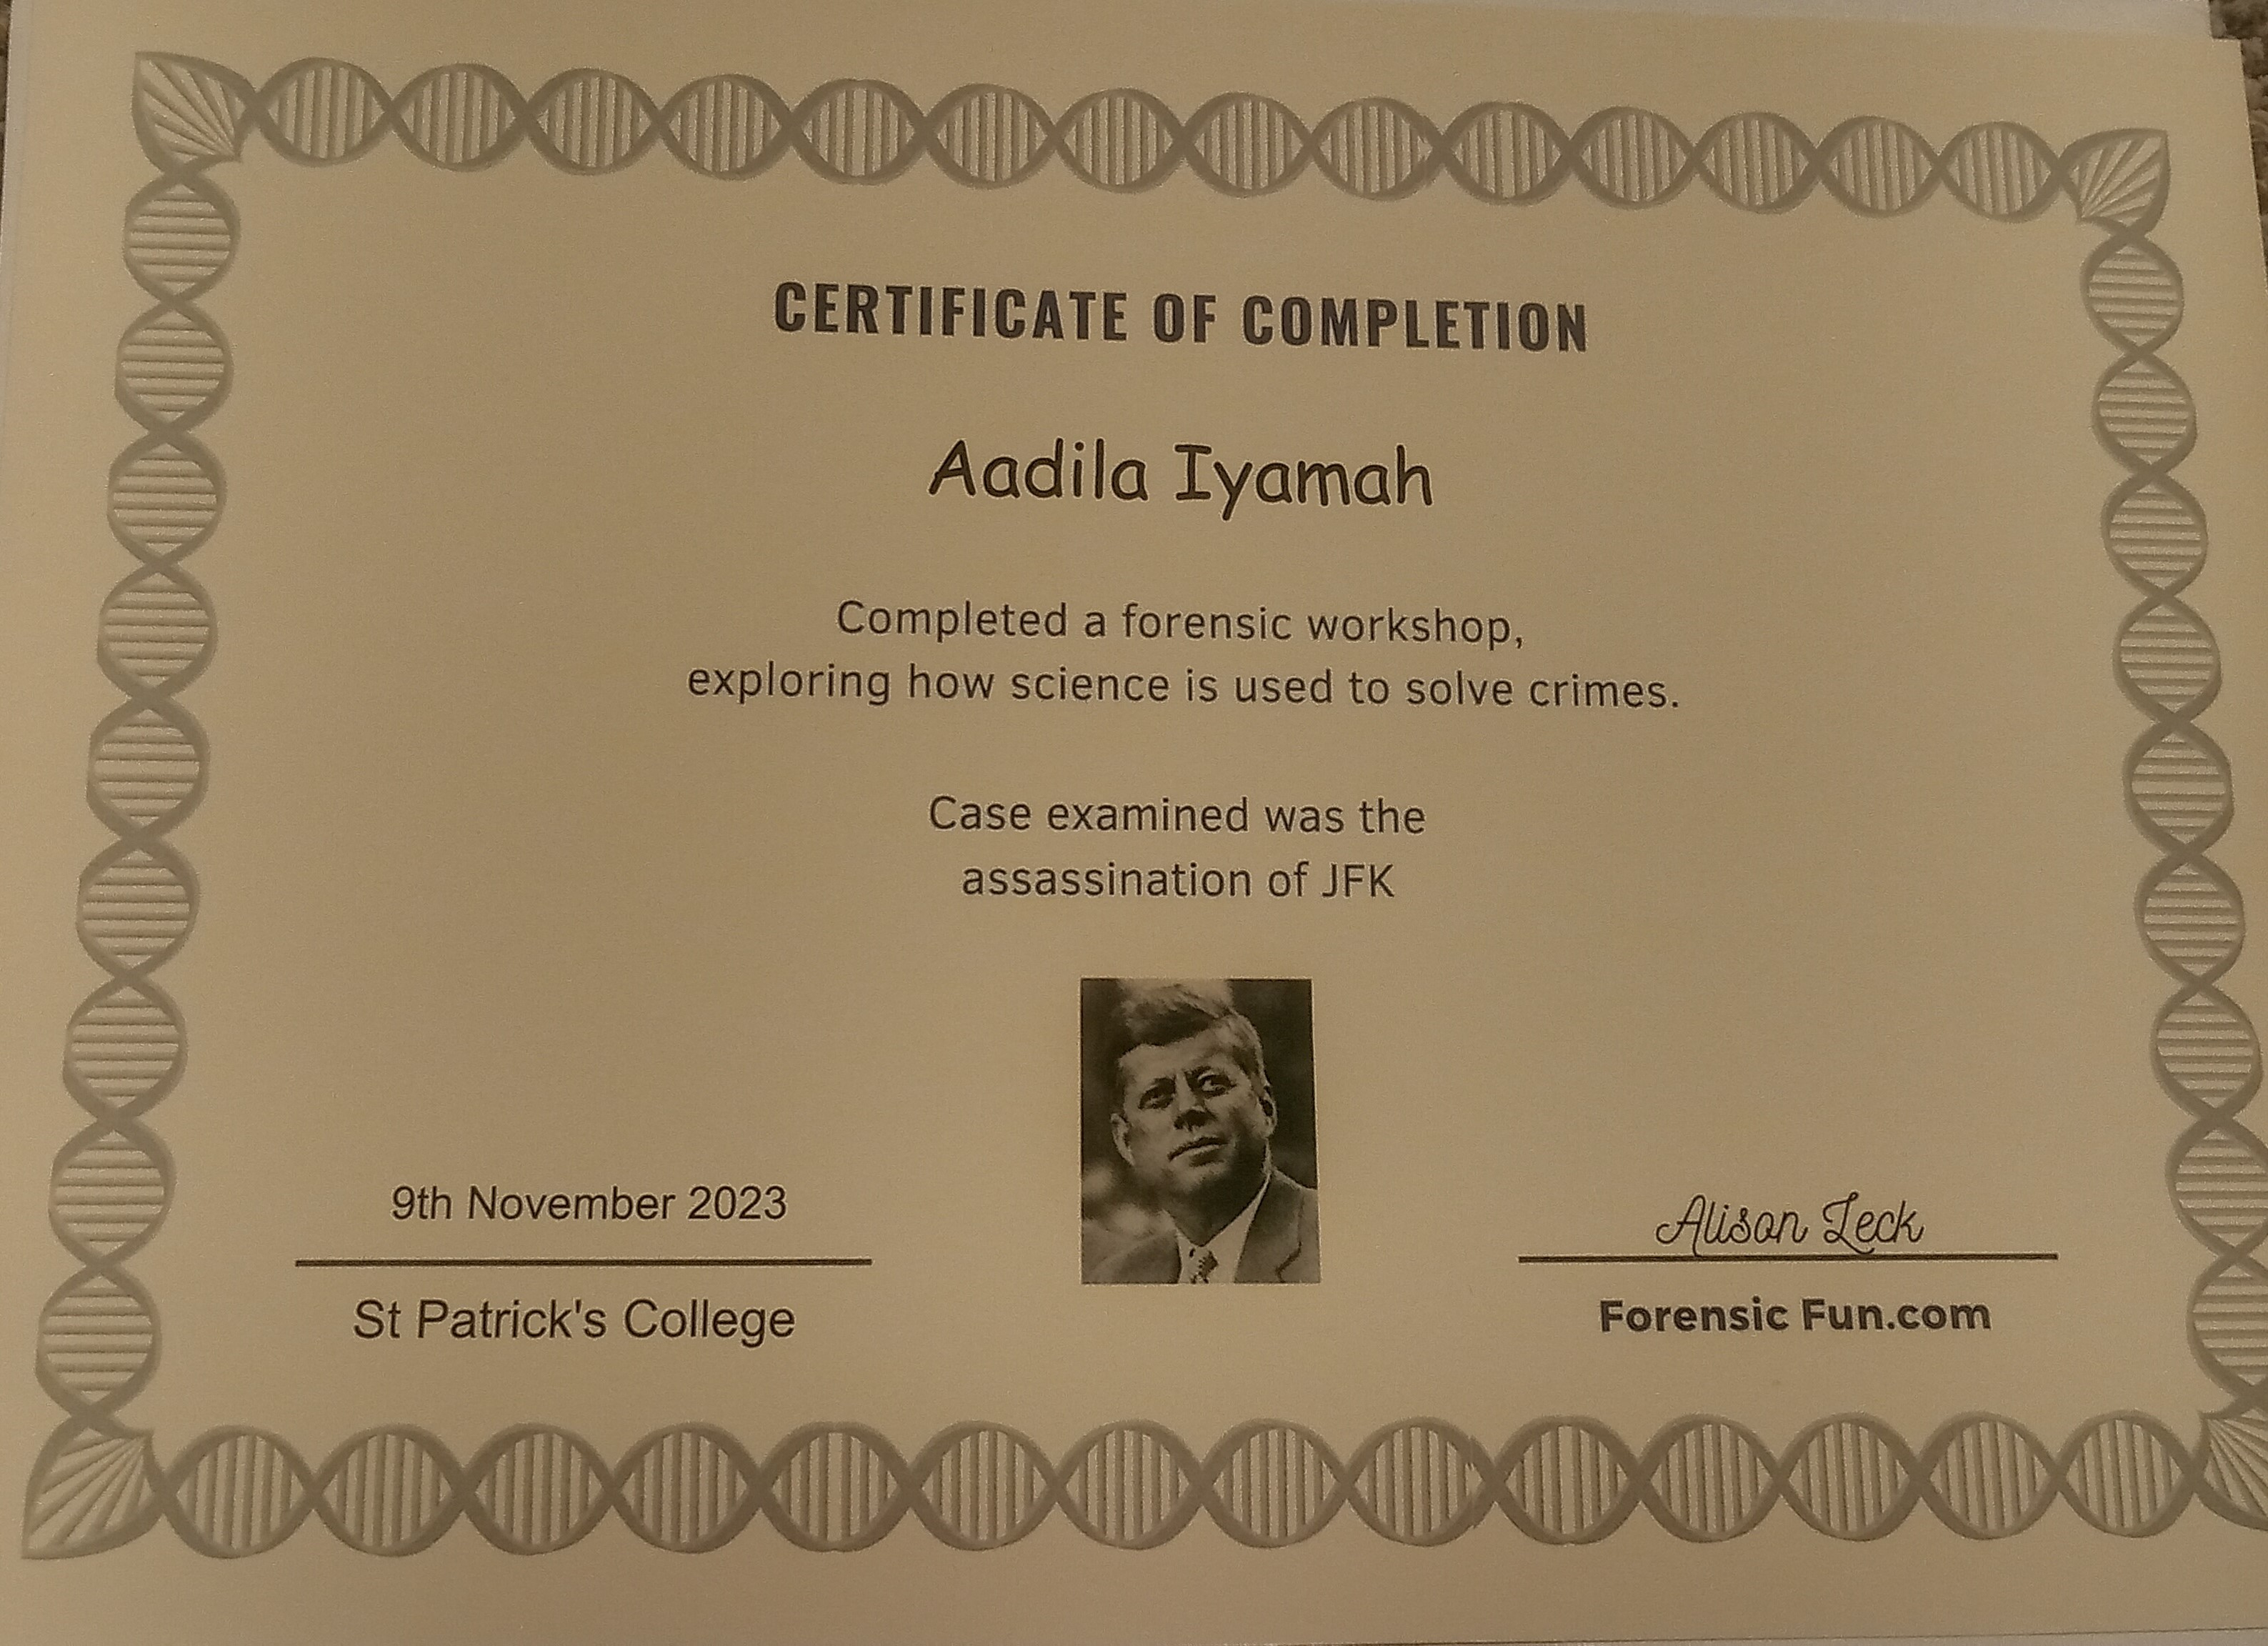 CERTIFICATE OF COMPLETION
Aadila Iyamah
Completed a forensic workshop,
exploring how science is used to solve crimes.
Case examined was the
assassination of JFK
9th November 2023
St Patrick's College
Alison Leck
Forensic Fun.com